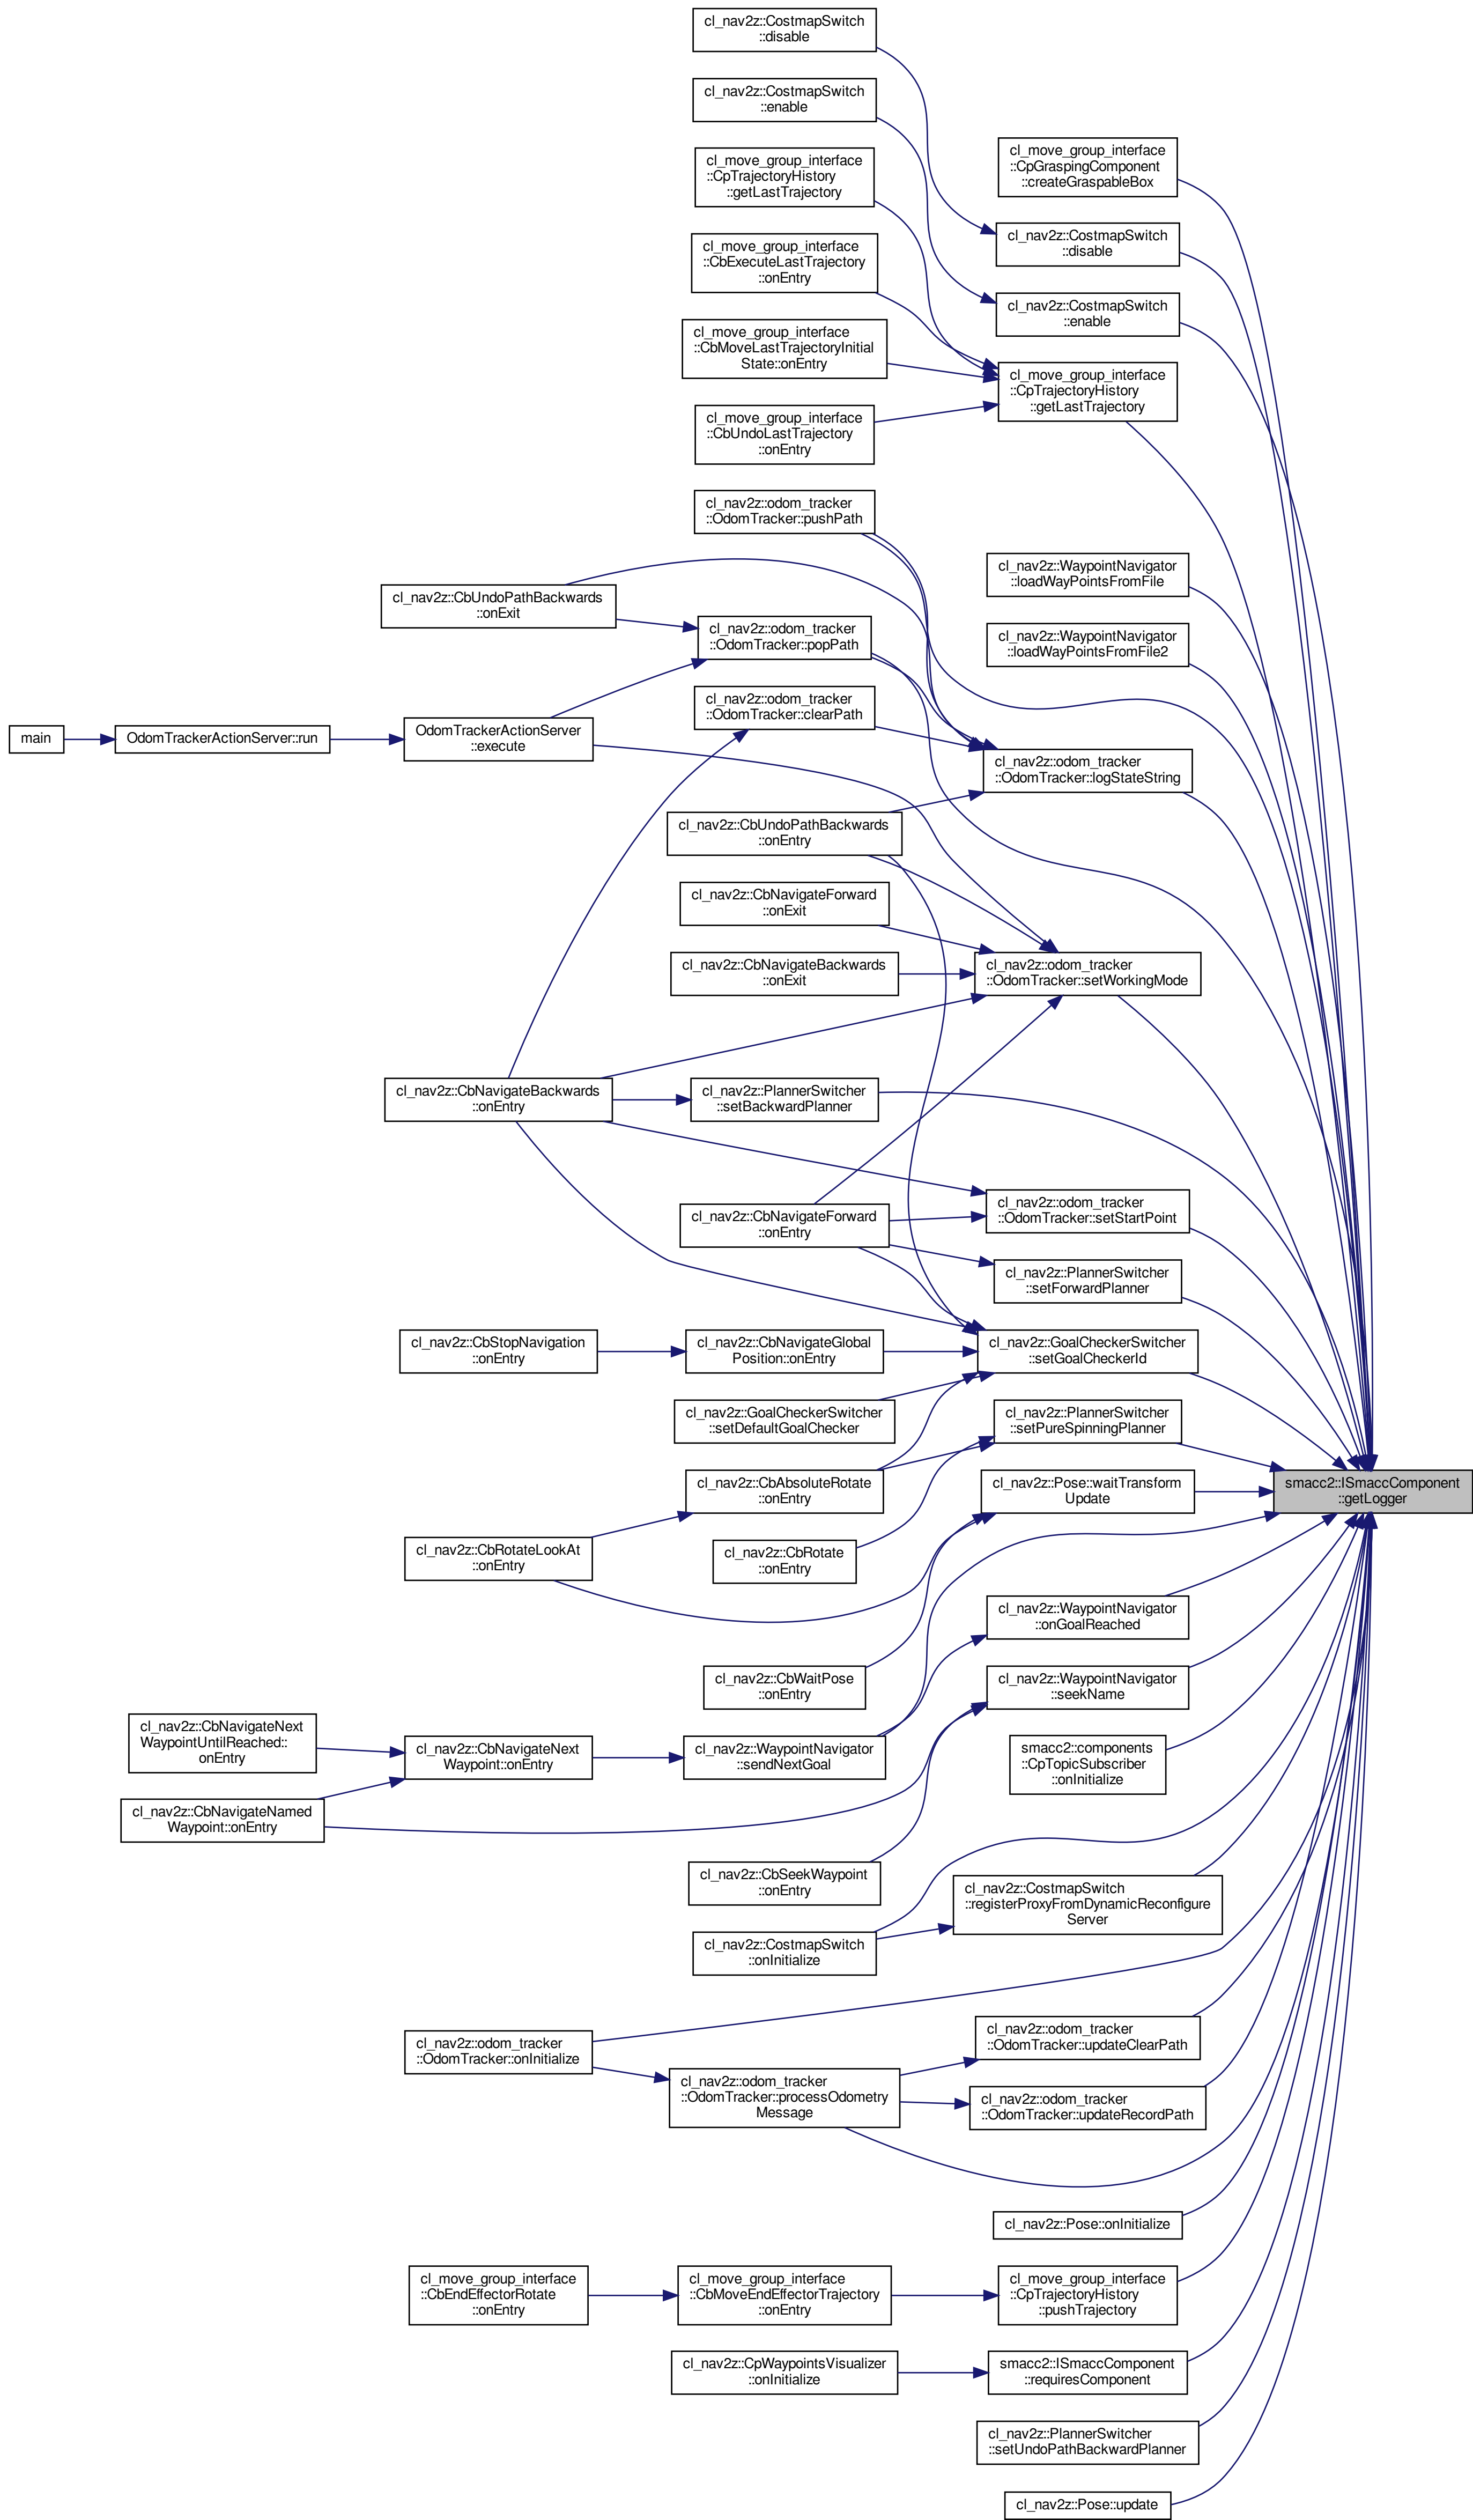 cl_nav2z::CostmapSwitch
::disable
cl_nav2z::CostmapSwitch
::enable
cl_move_group_interface
::CpTrajectoryHistory
::getLastTrajectory
cl_move_group_interface
::CbExecuteLastTrajectory
::onEntry
cl_move_group_interface
::CbMoveLastTrajectoryInitial
State::onEntry
cl_move_group_interface
::CbUndoLastTrajectory
::onEntry
cl_move_group_interface
::CpGraspingComponent
::createGraspableBox
cl_nav2z::CostmapSwitch
::disable
cl_nav2z::CostmapSwitch
::enable
cl_move_group_interface
::CpTrajectoryHistory
::getLastTrajectory
cl_nav2z::odom_tracker
::OdomTracker::pushPath
cl_nav2z::WaypointNavigator
::loadWayPointsFromFile
cl_nav2z::CbUndoPathBackwards
::onExit
cl_nav2z::odom_tracker
::OdomTracker::popPath
cl_nav2z::WaypointNavigator
::loadWayPointsFromFile2
cl_nav2z::odom_tracker
::OdomTracker::clearPath
main
OdomTrackerActionServer::run
OdomTrackerActionServer
::execute
cl_nav2z::odom_tracker
::OdomTracker::logStateString
cl_nav2z::CbUndoPathBackwards
::onEntry
cl_nav2z::CbNavigateForward
::onExit
cl_nav2z::CbNavigateBackwards
::onExit
cl_nav2z::odom_tracker
::OdomTracker::setWorkingMode
cl_nav2z::CbNavigateBackwards
::onEntry
cl_nav2z::PlannerSwitcher
::setBackwardPlanner
cl_nav2z::CbNavigateForward
::onEntry
cl_nav2z::odom_tracker
::OdomTracker::setStartPoint
cl_nav2z::PlannerSwitcher
::setForwardPlanner
cl_nav2z::CbStopNavigation
::onEntry
cl_nav2z::CbNavigateGlobal
Position::onEntry
cl_nav2z::GoalCheckerSwitcher
::setGoalCheckerId
cl_nav2z::GoalCheckerSwitcher
::setDefaultGoalChecker
cl_nav2z::PlannerSwitcher
::setPureSpinningPlanner
cl_nav2z::CbAbsoluteRotate
::onEntry
cl_nav2z::Pose::waitTransform
Update
smacc2::ISmaccComponent
::getLogger
cl_nav2z::CbRotateLookAt
::onEntry
cl_nav2z::CbRotate
::onEntry
cl_nav2z::WaypointNavigator
::onGoalReached
cl_nav2z::CbWaitPose
::onEntry
cl_nav2z::WaypointNavigator
::seekName
cl_nav2z::CbNavigateNext
WaypointUntilReached::
onEntry
cl_nav2z::CbNavigateNext
Waypoint::onEntry
cl_nav2z::WaypointNavigator
::sendNextGoal
smacc2::components
::CpTopicSubscriber
::onInitialize
cl_nav2z::CbNavigateNamed
Waypoint::onEntry
cl_nav2z::CbSeekWaypoint
::onEntry
cl_nav2z::CostmapSwitch
::registerProxyFromDynamicReconfigure
Server
cl_nav2z::CostmapSwitch
::onInitialize
cl_nav2z::odom_tracker
::OdomTracker::onInitialize
cl_nav2z::odom_tracker
::OdomTracker::updateClearPath
cl_nav2z::odom_tracker
::OdomTracker::processOdometry
Message
cl_nav2z::odom_tracker
::OdomTracker::updateRecordPath
cl_nav2z::Pose::onInitialize
cl_move_group_interface
::CbEndEffectorRotate
::onEntry
cl_move_group_interface
::CbMoveEndEffectorTrajectory
::onEntry
cl_move_group_interface
::CpTrajectoryHistory
::pushTrajectory
cl_nav2z::CpWaypointsVisualizer
::onInitialize
smacc2::ISmaccComponent
::requiresComponent
cl_nav2z::PlannerSwitcher
::setUndoPathBackwardPlanner
cl_nav2z::Pose::update